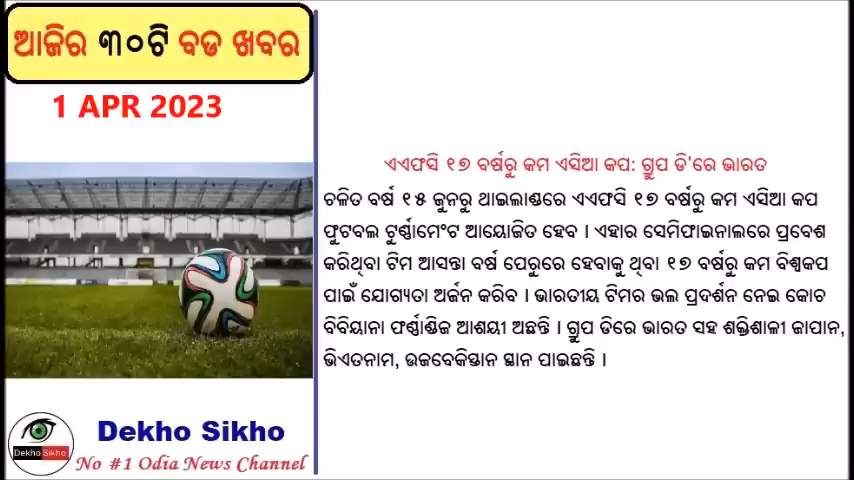 ଆଜିର ୩୦ଟି ବଡ ଖବର
1 APR 2023
ଏଏଫସି ୧୭ ବର୍ଷରୁ କମ ଏସିଆ କପ: ଗ୍ରୁପ ଡି'ରେ ଭାରତ
ଚଳିତ ବର୍ଷ ୧୫ ଜୁନରୁ ଥାଇଲାଣ୍ଡରେ ଏଏଫସି ୧୭ ବର୍ଷରୁ କମ ଏସିଆ କପ
ଫୁଟବଲ ଟୁର୍ଣ୍ଣାମେଂଟ ଆୟୋଜିତ ହେବ । ଏହାର ସେମିଫାଇନାଲରେ ପ୍ରବେଶ
କରିଥିବା ଟିମ ଆସନ୍ତା ବର୍ଷ ପେରୁରେ ହେବାକୁ ଥିବା ୧୭ ବର୍ଷରୁ କମ ବିଶ୍ୱକପ
ପାଇଁ ଯୋଗ୍ୟତା ଅର୍ଜନ କରିବ । ଭାରତୀୟ ଟିମର ଭଲ ପ୍ରଦର୍ଶନ ନେଇ କୋଚ
ବିବିୟାନା ଫର୍ଣ୍ଣାଣ୍ଡିଜ ଆଶୟୀ ଅଛନ୍ତି । ଗ୍ରୁପ ଡିରେ ଭାରତ ସହ ଶକ୍ତିଶାଳୀ ଜାପାନ,
ଭିଏତନାମ, ଉଜବେକିସ୍ତାନ ସ୍ଥାନ ପାଇଛନ୍ତି ।
Dekho Sikho
Dekho Sikho
No #1 Odia News Channel